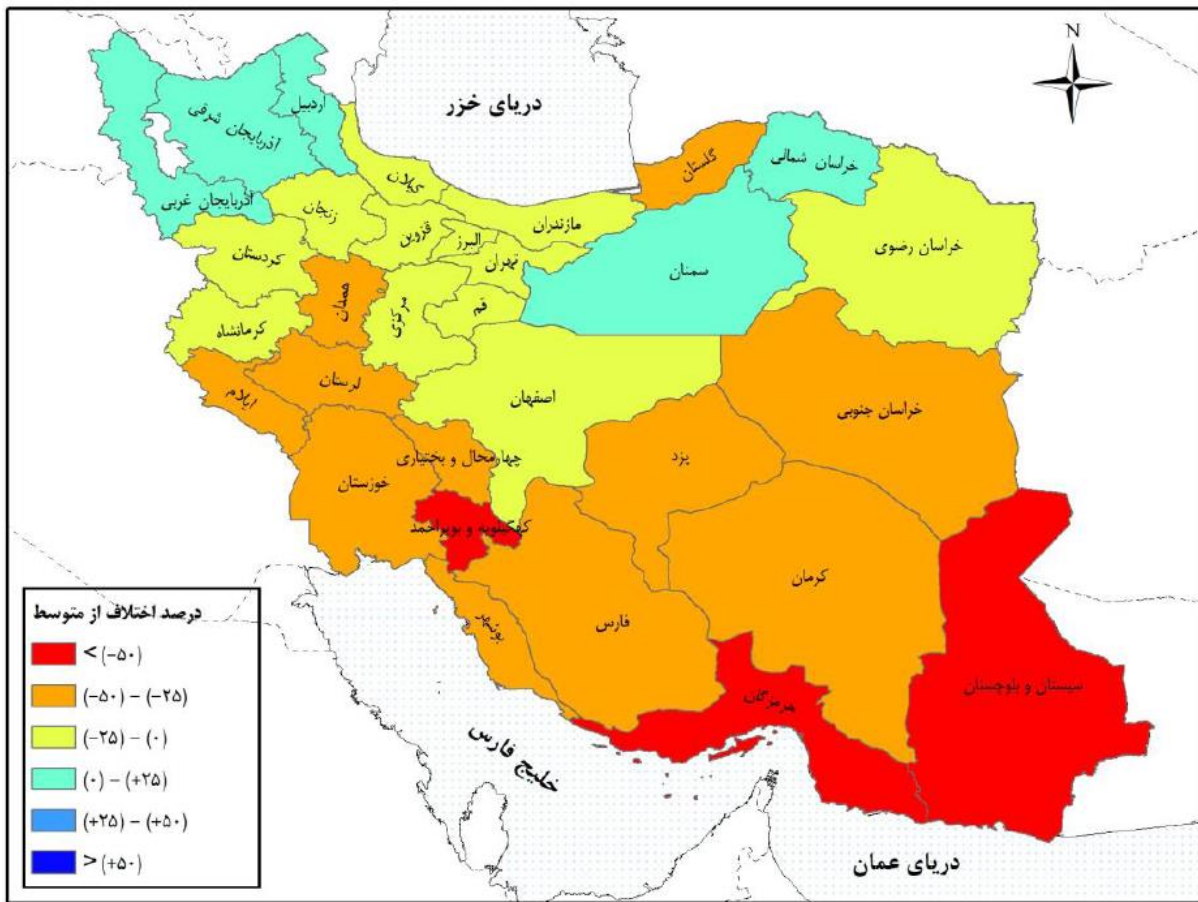 N
دریای خزر
اردبیل
آذربایجان شرقی
آذربایجان غربی
گیلان
زنجان
قزوین
البرز
مازندران
گلستان
خراسان شمالی
خراسان رضوی
سمنان
تهران
کردستان
همدان
مرکزی
قم
کرمانشاه
لرستان
ایلام
اصفهان
خراسان جنوبی
چهارمحال و بختیاری
یزد
خوزستان
کهگیلویه و بویراحمد
کرمان
فارس
بوشهر
هرمزگان
سیستان و بلوچستان
خلیج فارس
دریای عمان
درصد اختلاف از متوسط
< (-۵۰)
(-۵۰) - (-۲۵)
(-۲۵) - (۰)
(۰) - (+۲۵)
(+۲۵) - (+۵۰)
> (+۵۰)